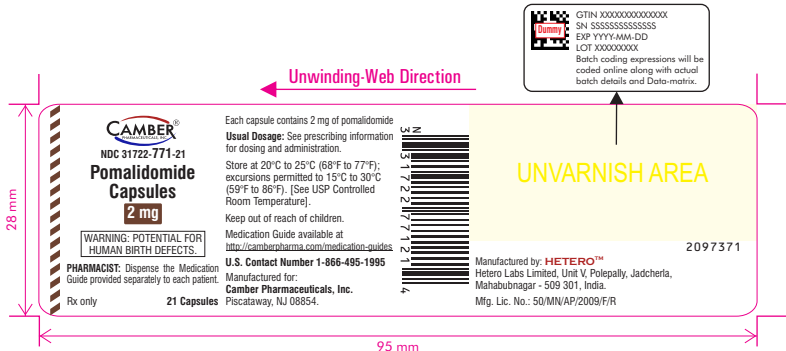 Unwinding-Web Direction
Dummy
GTIN XXXXXXXXXXXXXX
SN SSSSSSSSSSSSSS
EXP YYYY-MM-DD
LOT XXXXXXXXX
Batch coding expressions will be
coded online along with actual
batch details and Data-matrix.
28 mm
CAMBER®
PHARMACEUTICALS, INC.
NDC 31722-771-21
Pomalidomide
Capsules
2 mg
WARNING: POTENTIAL FOR
HUMAN BIRTH DEFECTS.
PHARMACIST: Dispense the Medication
Guide provided separately to each patient.
Rx only 21 Capsules
Each capsule contains 2 mg of pomalidomide
Usual Dosage: See prescribing information
for dosing and administration.
Store at 20°C to 25°C (68°F to 77°F);
excursions permitted to 15°C to 30°C
(59°F to 86°F). [See USP Controlled
Room Temperature].
Keep out of reach of children.
Medication Guide available at
http://camberpharma.com/medication-guides
U.S. Contact Number 1-866-495-1995
Manufactured for:
Camber Pharmaceuticals, Inc.
Piscataway, NJ 08854.
N
3 31722 77121 4
UNVARNISH AREA
2097371
Manufactured by: HETERO™
Hetero Labs Limited, Unit V, Polepally, Jadcherla,
Mahabubnagar - 509 301, India.
Mfg. Lic. No.: 50/MN/AP/2009/F/R
95 mm